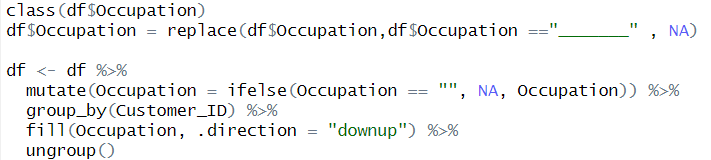 class(df$Occupation)
df$Occupation = replace(df$Occupation,df$Occupation =="_______" , NA)
df <- df %>%
mutate(Occupation = ifelse(Occupation == "", NA, Occupation)) %>%
group_by(Customer_ID) %>%
fill(Occupation, .direction = "downup") %>%
ungroup()